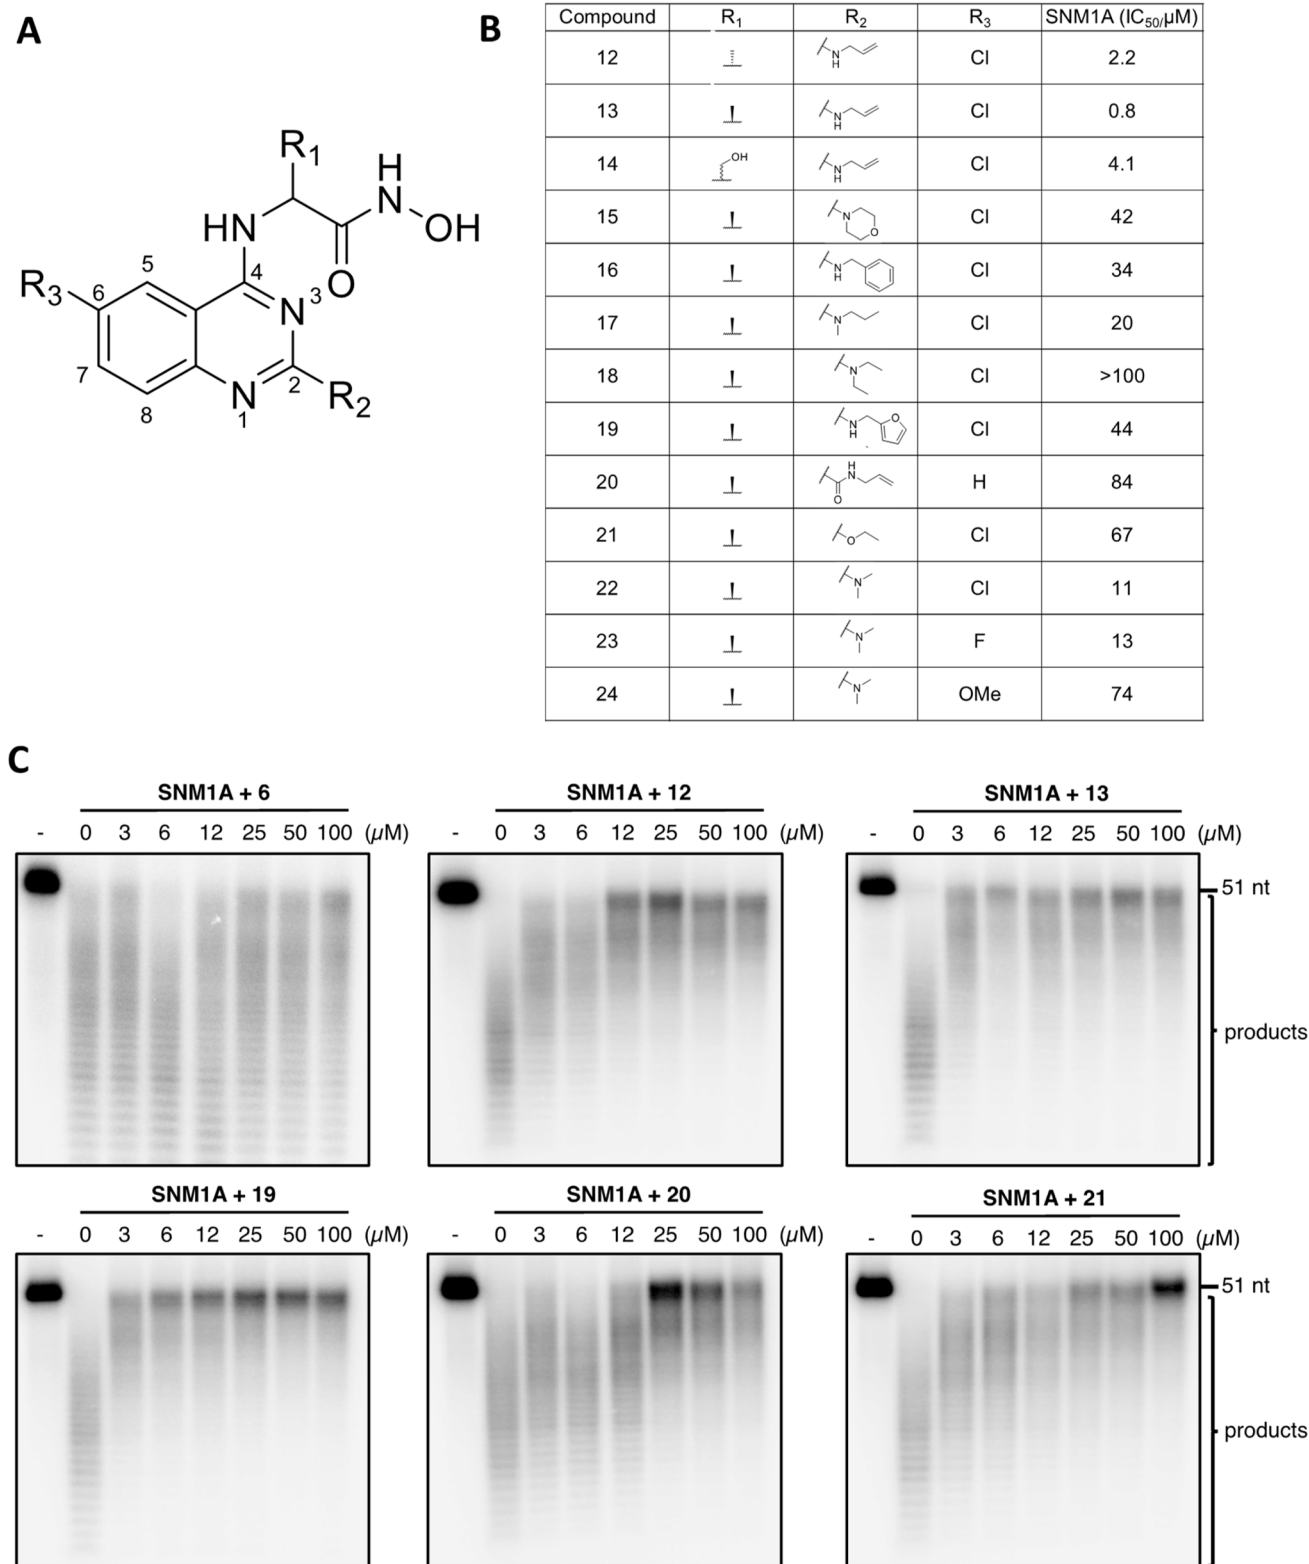 A
R1
H
N
OH
HN
O
R3
5
6
4
N 3
7
8
N
1
2
R2
B
Compound R1 R2 R3 SNM1A (IC50/µM)
12 N H Cl 2.2
13 N H Cl 0.8
14 OH N H Cl 4.1
15 N O Cl 42
16 N H Cl 34
17 N Cl 20
18 N Cl >100
19 N H O Cl 44
20 O H N H 84
21 O Cl 67
22 N Cl 11
23 N F 13
24 N OMe 74
C
SNM1A + 6
- 0 3 6 12 25 50 100 (µM)
SNM1A + 12
- 0 3 6 12 25 50 100 (µM)
SNM1A + 13
- 0 3 6 12 25 50 100 (µM)
51 nt
products
SNM1A + 19
- 0 3 6 12 25 50 100 (µM)
SNM1A + 20
- 0 3 6 12 25 50 100 (µM)
SNM1A + 21
- 0 3 6 12 25 50 100 (µM)
51 nt
products